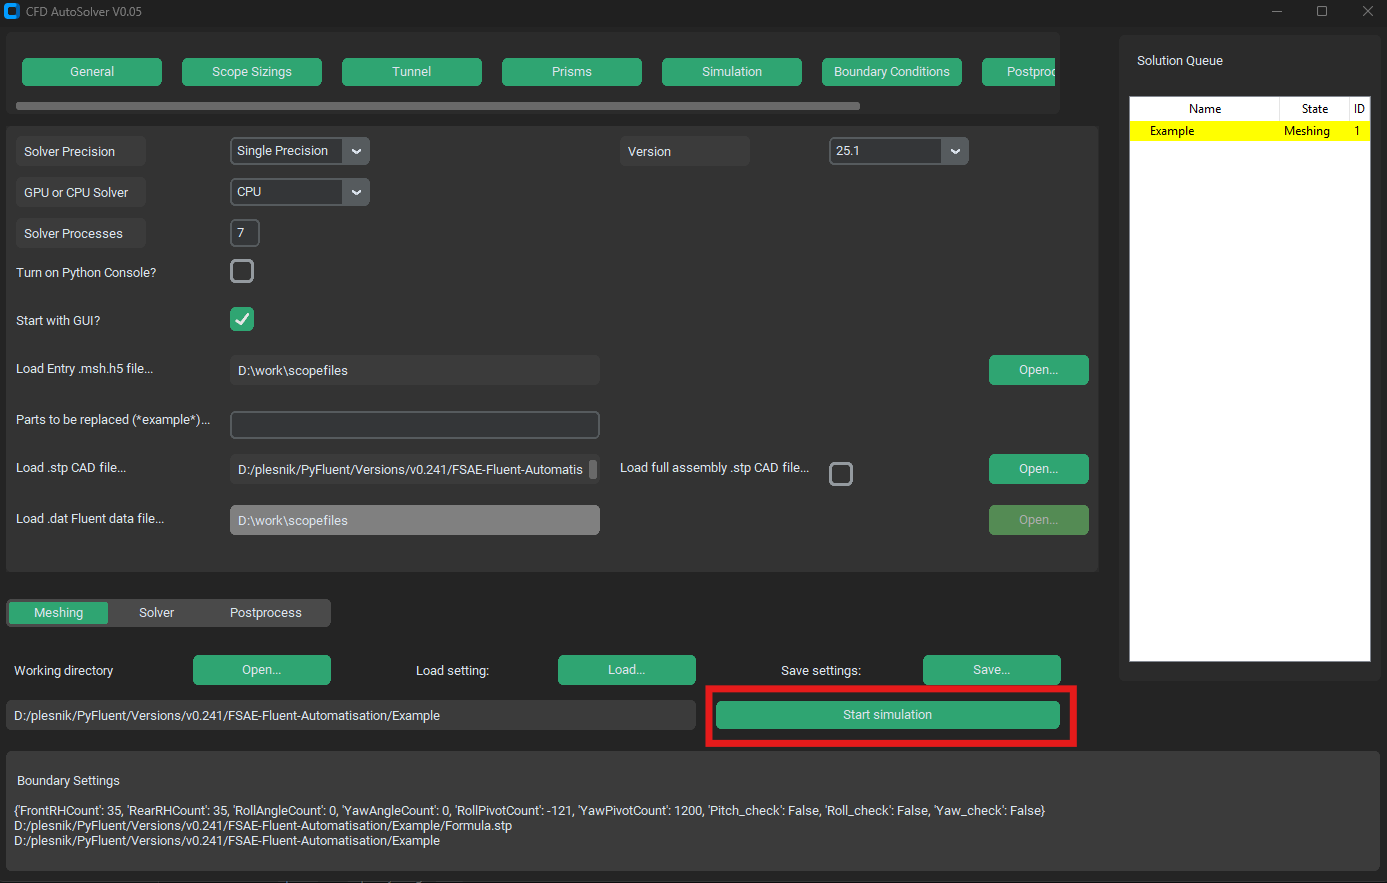 CFD AutoSolver V0.05
General Scope Sizings Tunnel Prisms Simulation Boundary Conditions Postproc
Solution Queue
Name State ID
Example Meshing 1
Solver Precision Single Precision Version 25.1
GPU or CPU Solver CPU
Solver Processes 7
Turn on Python Console?
Start with GUI?
Load Entry .msh.h5 file... D:\work\scopefiles Open...
Parts to be replaced (*example*)...
Load .stp CAD file... D:/plesnik/PyFluent/Versions/v0.241/FSAE-Fluent-Automatis Load full assembly .stp CAD file... Open...
Load .dat Fluent data file... D:\work\scopefiles Open...
Meshing Solver Postprocess
Working directory Open... Load setting: Load... Save settings: Save...
D:/plesnik/PyFluent/Versions/v0.241/FSAE-Fluent-Automatisation/Example Start simulation
Boundary Settings
{'FrontRHCount': 35, 'RearRHCount': 35, 'RollAngleCount': 0, 'YawAngleCount': 0, 'RollPivotCount': -121, 'YawPivotCount': 1200, 'Pitch_check': False, 'Roll_check': False, 'Yaw_check': False}
D:/plesnik/PyFluent/Versions/v0.241/FSAE-Fluent-Automatisation/Example/Formula.stp
D:/plesnik/PyFluent/Versions/v0.241/FSAE-Fluent-Automatisation/Example